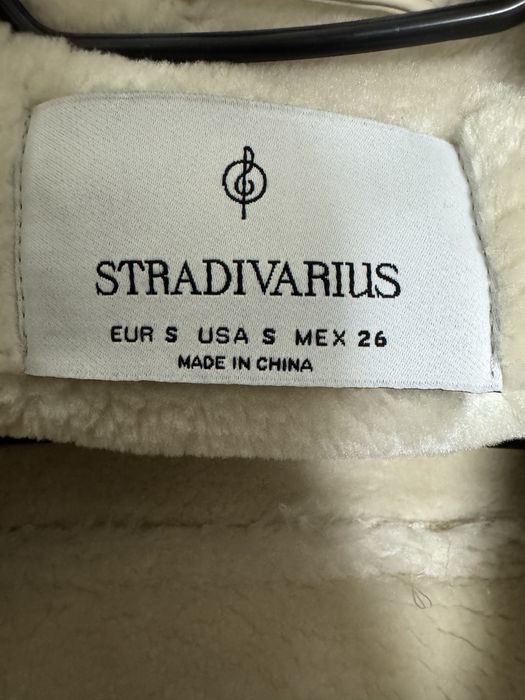 STRADIVARIUS
EUR S USA S MEX 26
MADE IN CHINA